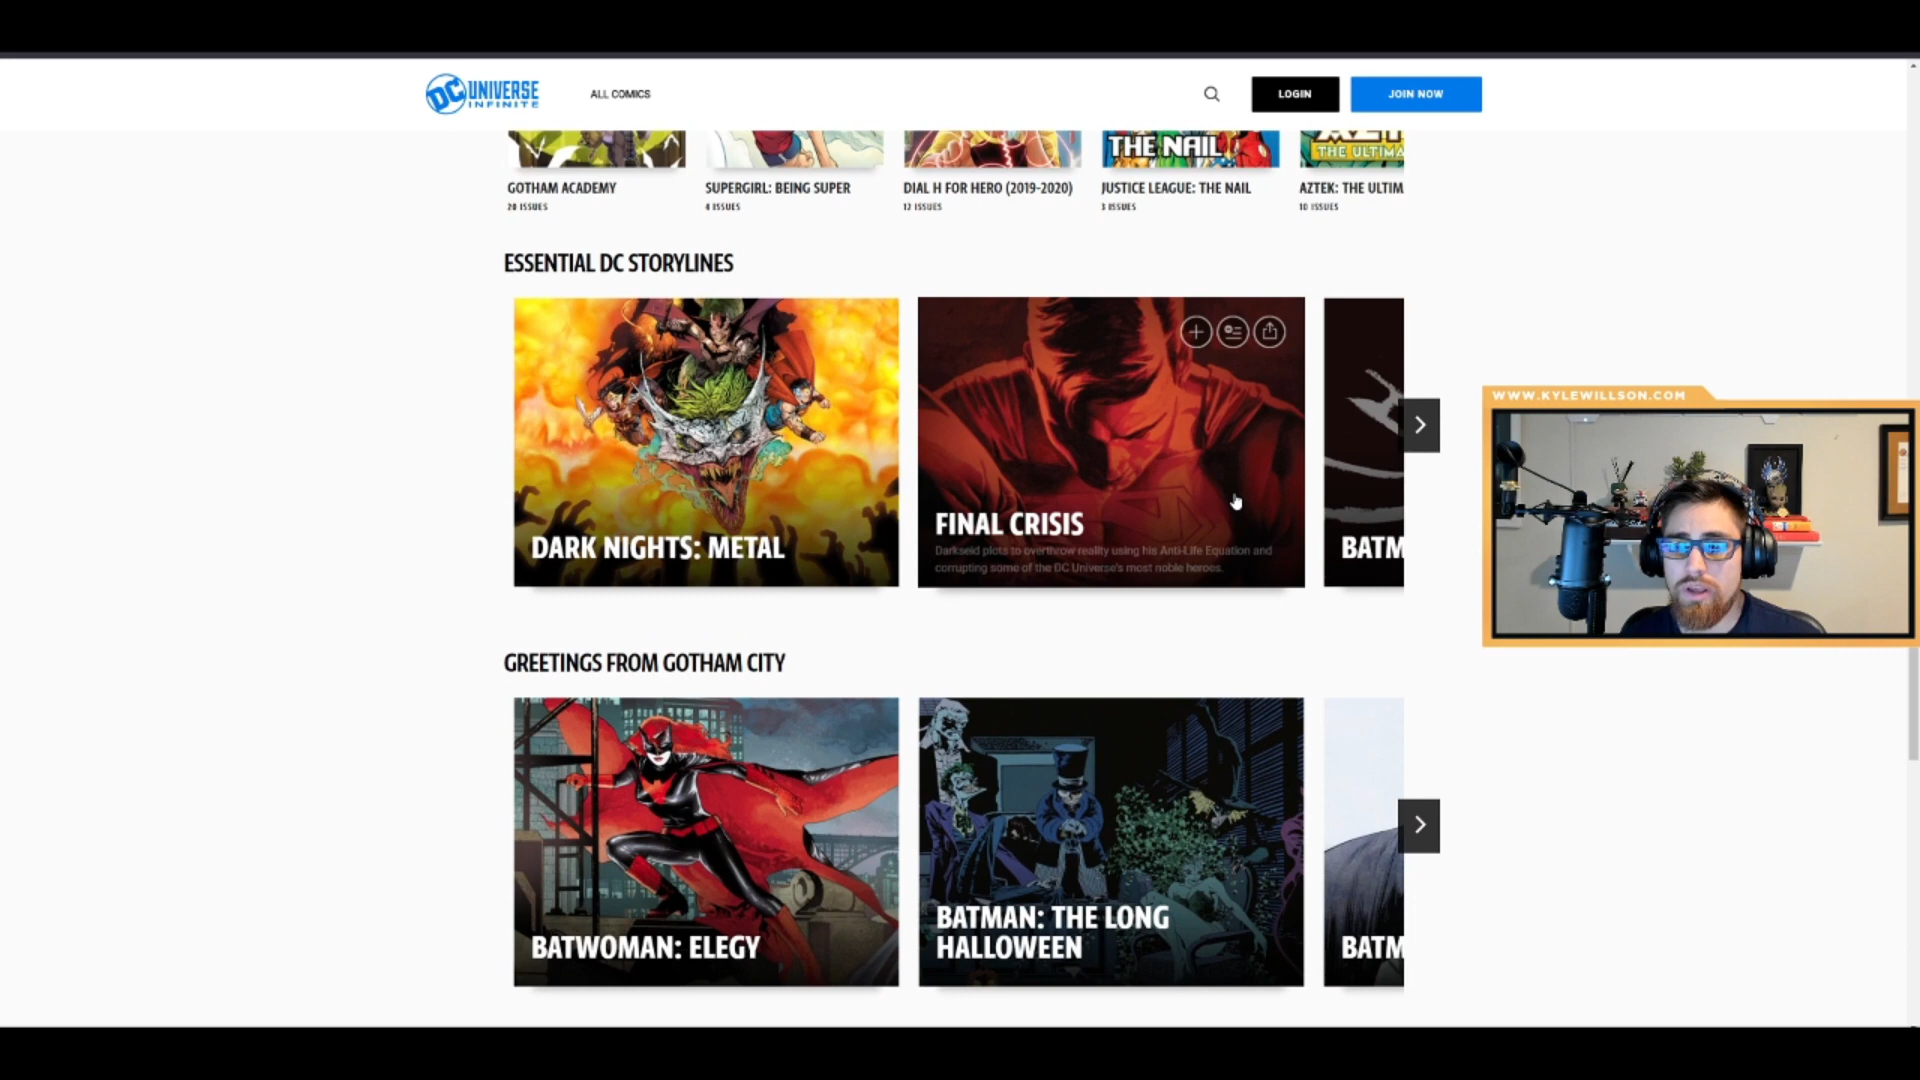 DC UNIVERSE
INFINITE
ALL COMICS
LOGIN
JOIN NOW
THE NAIL
THE ULTIMA
GOTHAM ACADEMY
SUPERGIRL: BEING SUPER
DIAL H FOR HERO (2019-2020)
JUSTICE LEAGUE: THE NAIL
AZTEK: THE ULTIM
20 ISSUES
4 ISSUES
12 ISSUES
3 ISSUES
10 ISSUES
ESSENTIAL DC STORYLINES
WWW.KYLEWILLSON.COM
DARK NIGHTS: METAL
FINAL CRISIS
Darkseid plots to overthrow reality using his Anti-Life Equation and
corrupting some of the DC Universe's most noble heroes.
BATM
GREETINGS FROM GOTHAM CITY
BATWOMAN: ELEGY
BATMAN: THE LONG
HALLOWEEN
BATM